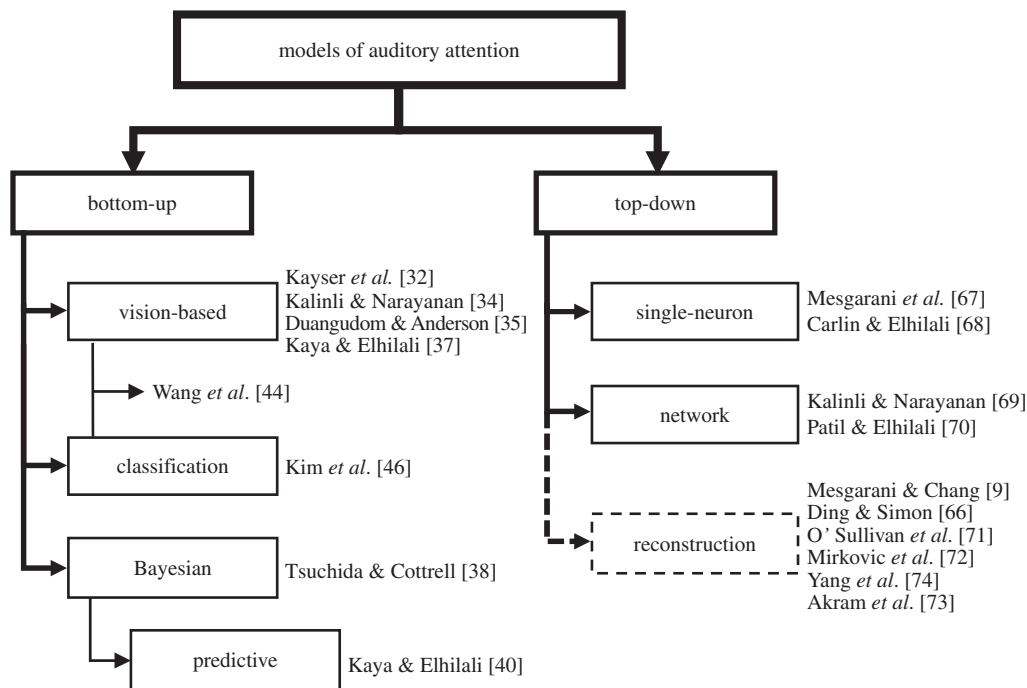 models of auditory attention
bottom-up
top-down
vision-based
Kayser et al. [32]
Kalinli & Narayanan [34]
Duangudom & Anderson [35]
Kaya & Elhilali [37]
Wang et al. [44]
classification
Kim et al. [46]
Bayesian
Tsuchida & Cottrell [38]
predictive
Kaya & Elhilali [40]
single-neuron
Mesgarani et al. [67]
Carlin & Elhilali [68]
network
Kalinli & Narayanan [69]
Patil & Elhilali [70]
reconstruction
Mesgarani & Chang [9]
Ding & Simon [66]
O’ Sullivan et al. [71]
Mirkovic et al. [72]
Yang et al. [74]
Akram et al. [73]